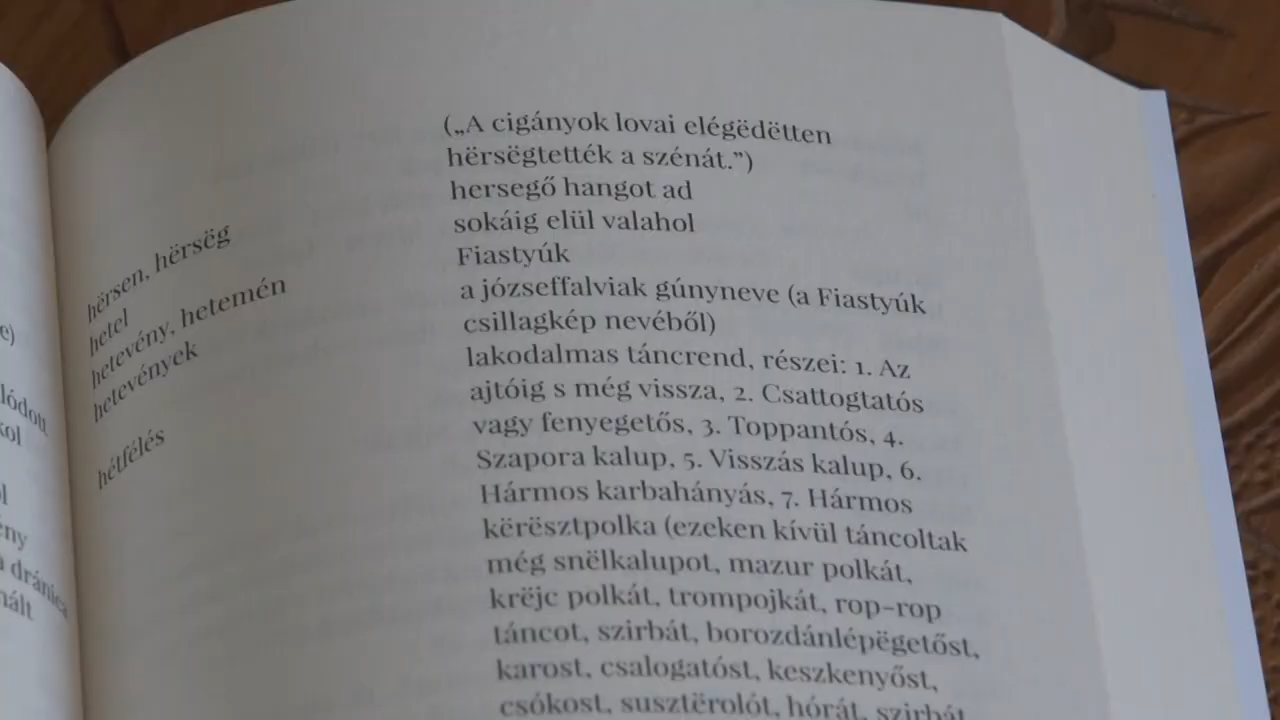 („A cigányok lovai elégëdëtten
hërsëgtették a szénát.”)
hërsen, hërsëg
hersegő hangot ad
hetel
sokáig elül valahol
hetevény, hetemén
Fiastyúk
hetevények
a józseffalviak gúnyneve (a Fiastyúk
csillagkép nevéből)
hétfélés
lakodalmas táncrend, részei: 1. Az
ajtóig s még vissza, 2. Csattogtatós
vagy fenyegetős, 3. Toppantós, 4.
Szapora kalup, 5. Visszás kalup, 6.
Hármos karbahányás, 7. Hármos
kërësztpolka (ezeken kívül táncoltak
még snëlkalupot, mazur polkát,
krëjc polkát, trompojkát, rop-rop
táncot, szirbát, borozdánlépëgetőst,
karost, csalogatóst, keszkenyőst,
csókost, susztërolót, hórát, szirbát